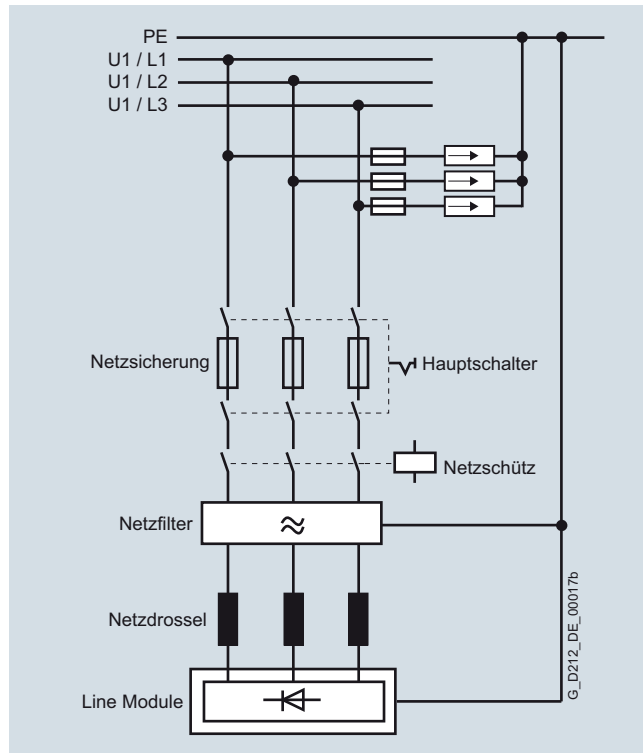 PE
U1 / L1
U1 / L2
U1 / L3
Netzsicherung
Hauptschalter
Netzschütz
Netzfilter
Netzdrossel
Line Module
G_D212_DE_00017b